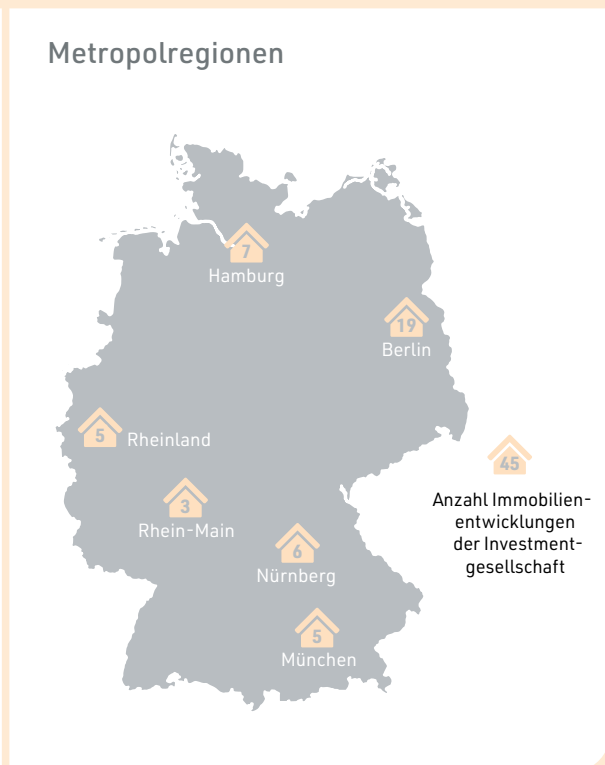 Metropolregionen
7
Hamburg
19
Berlin
5
Rheinland
45
Anzahl Immobilien-
entwicklungen
der Investment-
gesellschaft
3
Rhein-Main
6
Nürnberg
5
München